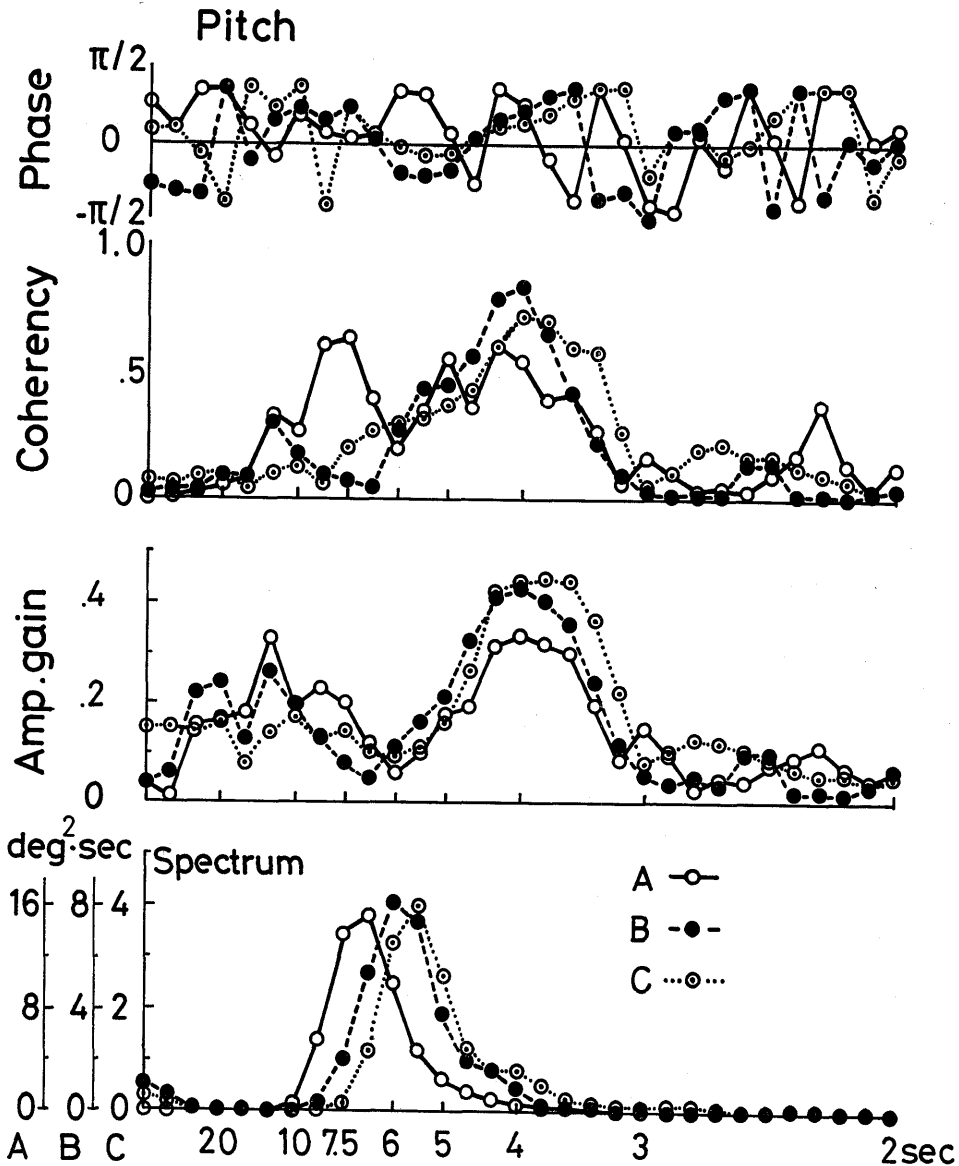 Pitch
Phase
π/2
0
-π/2
Coherency
1.0
.5
0
Amp.gain
.4
.2
0
deg²·sec
Spectrum
16 8 4
8 4 2
0 0 0
A
B
C
A B C
20 10 7.5 6 5 4 3 2sec